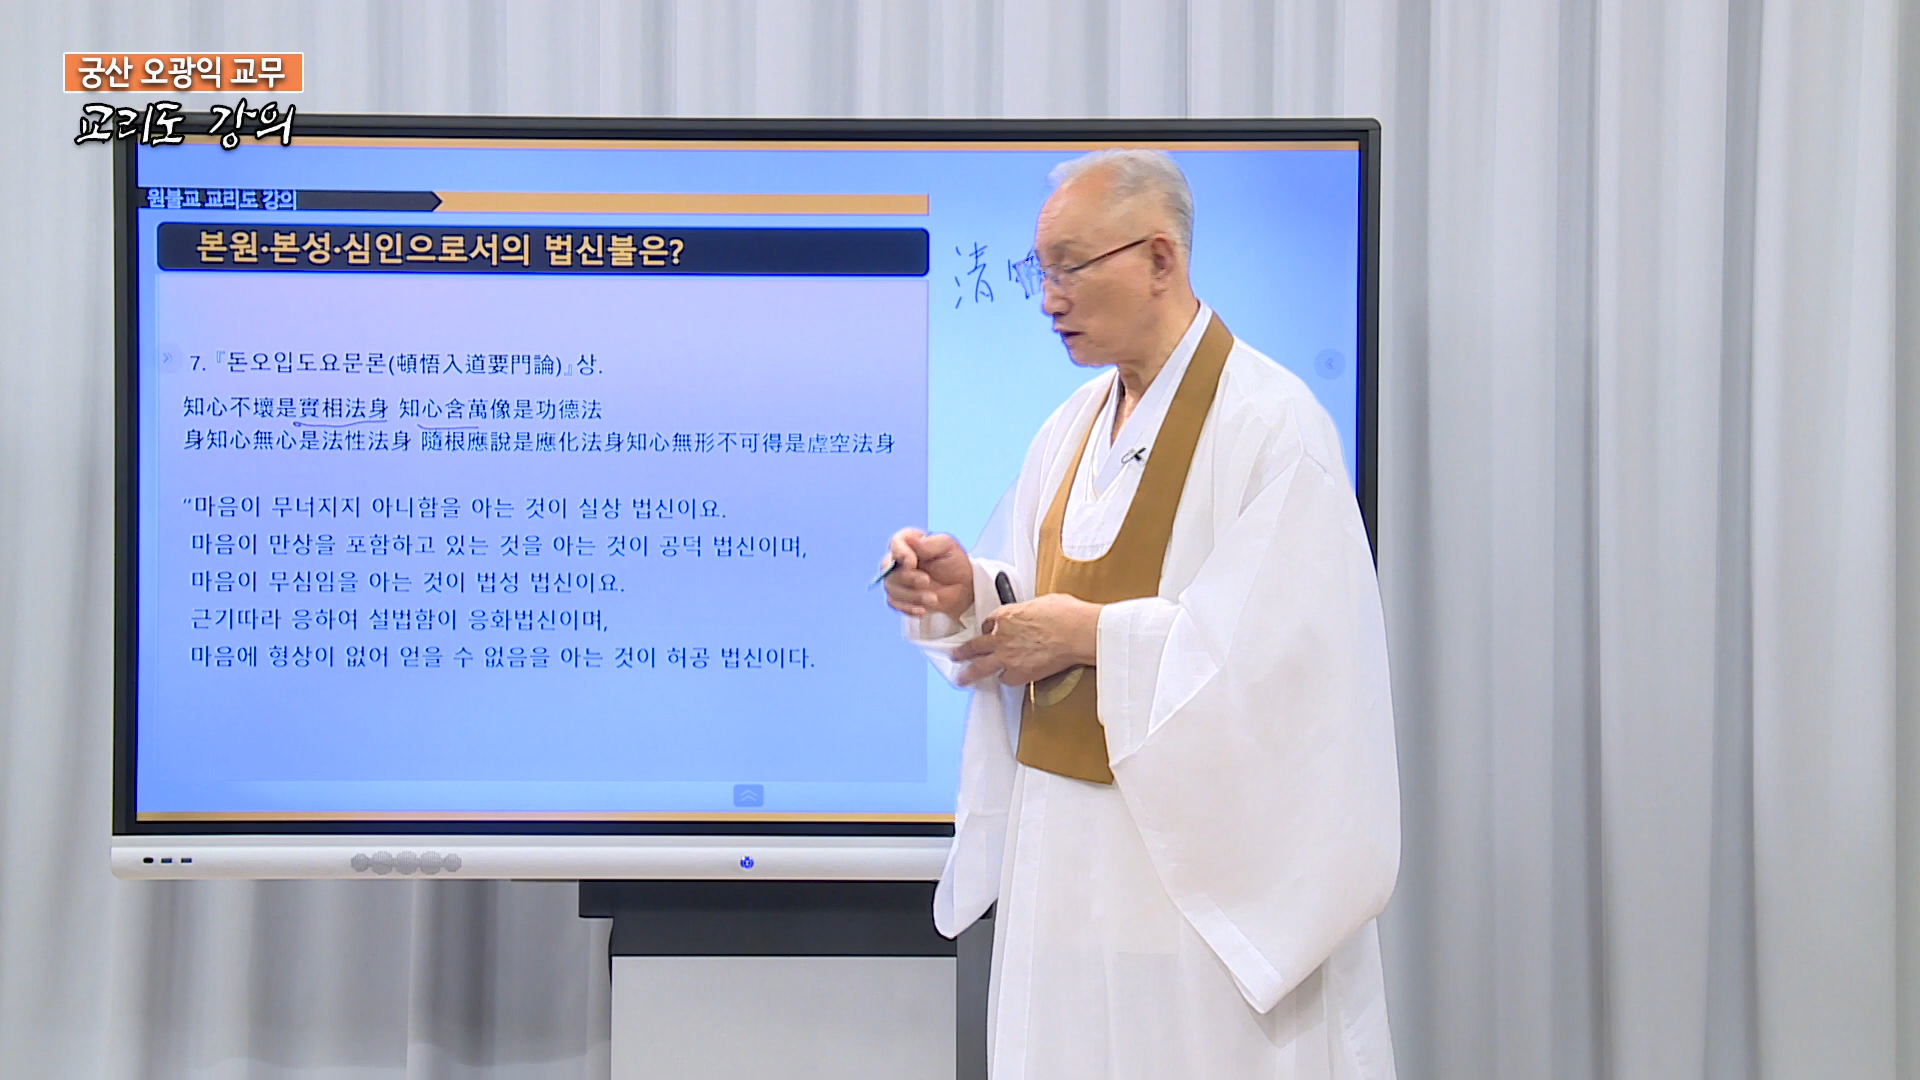 궁산 오광익 교무
교리도 강의
원불교 교리도 강의
본원·본성·심인으로서의 법신불은?
清
7. 『돈오입도요문론(頓悟入道要門論)』상.
知心不壞是實相法身 知心含萬像是功德法
身知心無心是法性法身 隨根應說是應化法身知心無形不可得是虛空法身
“마음이 무너지지 아니함을 아는 것이 실상 법신이요.
마음이 만상을 포함하고 있는 것을 아는 것이 공덕 법신이며,
마음이 무심임을 아는 것이 법성 법신이요.
근기따라 응하여 설법함이 응화법신이며,
마음에 형상이 없어 얻을 수 없음을 아는 것이 허공 법신이다.